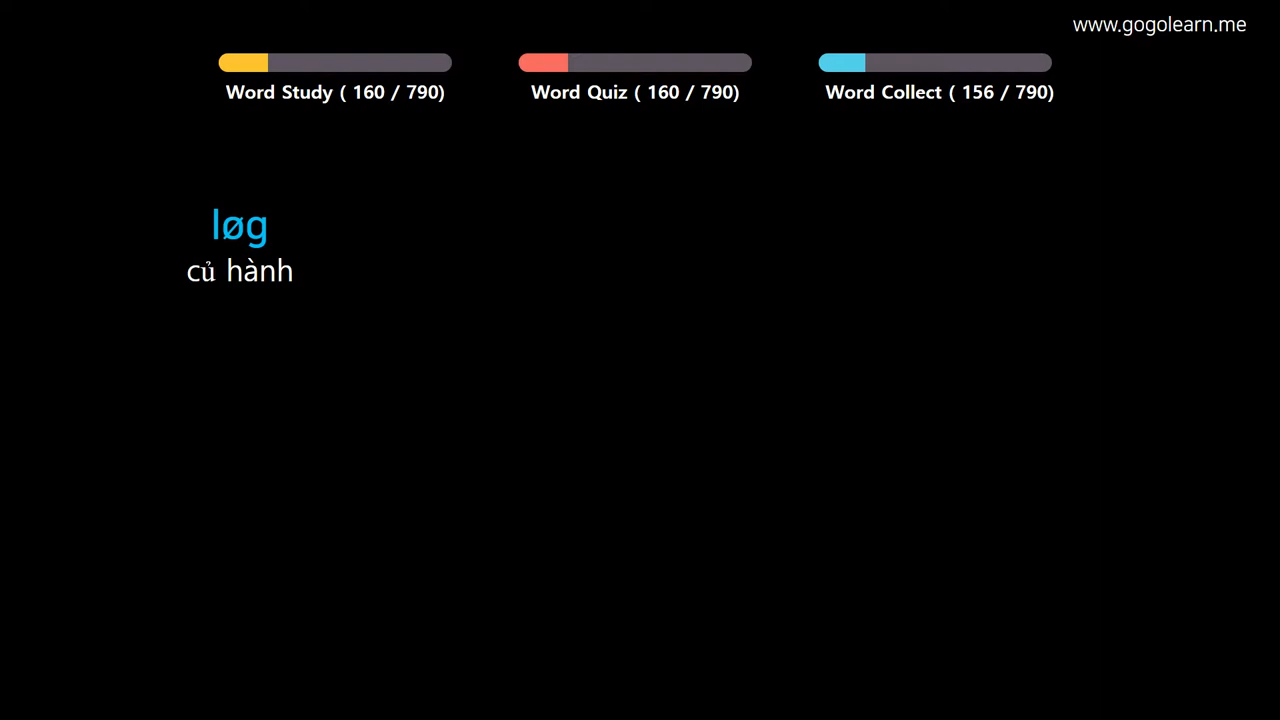 www.gogolearn.me
Word Study ( 160 / 790)
Word Quiz ( 160 / 790)
Word Collect ( 156 / 790)
løg
củ hành